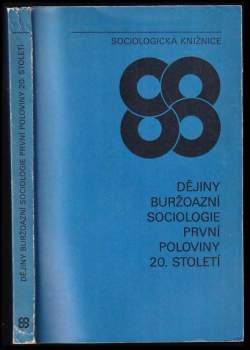 SOCIOLOGICKÁ KNIŽNICE
DĚJINY
BURŽOAZNÍ
SOCIOLOGIE
PRVNÍ
POLOVINY
20. STOLETÍ
DĚJINY BURŽOAZNÍ SOCIOLOGIE PRVNÍ POLOVINY 20. STOLETÍ